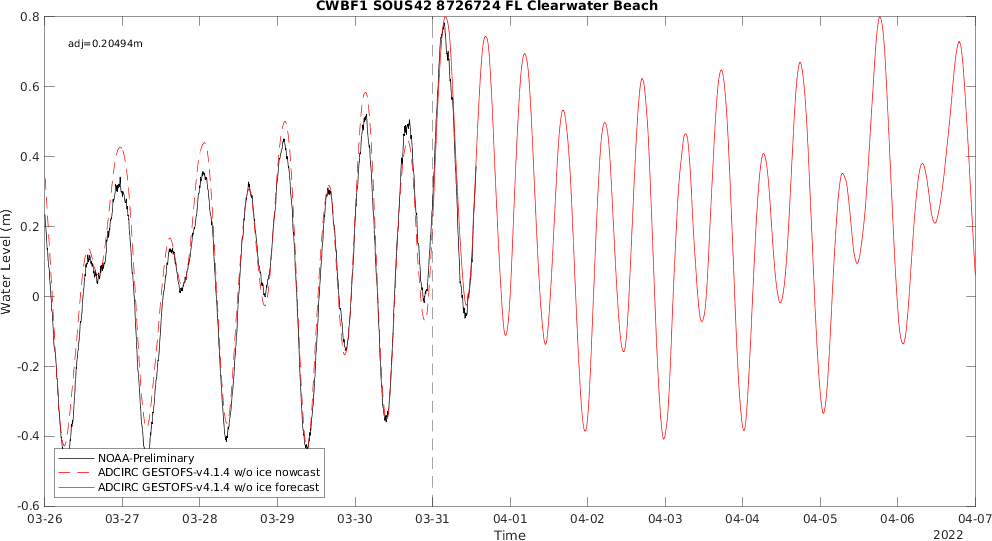 CWBF1 SOUS42 8726724 FL Clearwater Beach
adj=0.20494m
0.8
0.6
0.4
0.2
0
-0.2
-0.4
-0.6
Water Level (m)
NOAA-Preliminary
ADCIRC GESTOFS-v4.1.4 w/o ice nowcast
ADCIRC GESTOFS-v4.1.4 w/o ice forecast
03-26 03-27 03-28 03-29 03-30 03-31 04-01 04-02 04-03 04-04 04-05 04-06 04-07
Time
2022